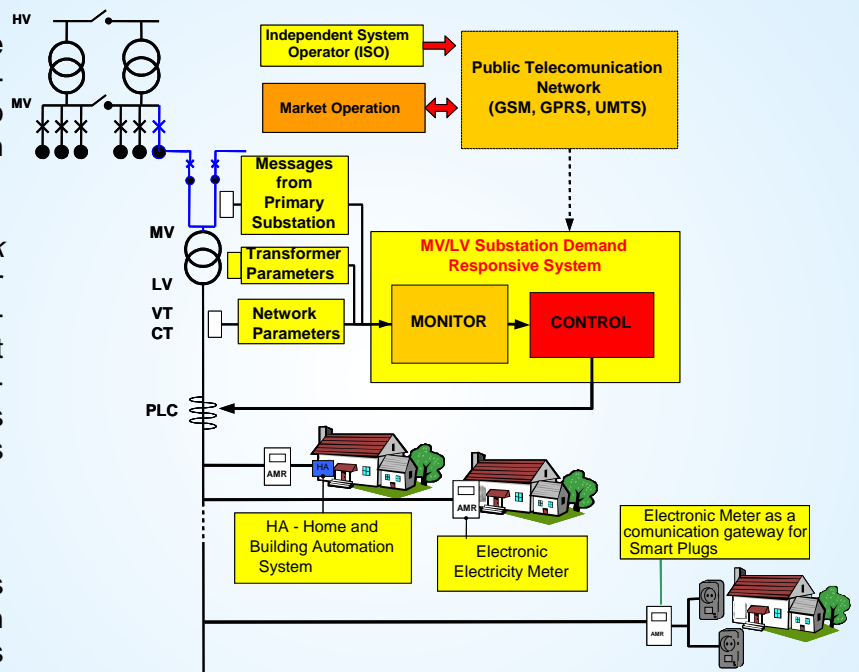 HV
MV
Independent System
Operator (ISO)
Market Operation
Public Telecomunication
Network
(GSM, GPRS, UMTS)
Messages
from
Primary
Substation
MV
LV
Transformer
Parameters
VT
CT
Network
Parameters
MV/LV Substation Demand
Responsive System
MONITOR
CONTROL
PLC
AMR
HA
AMR
HA - Home and
Building Automation
System
Electronic
Electricity Meter
Electronic Meter as a
comunication gateway for
Smart Plugs
AMR